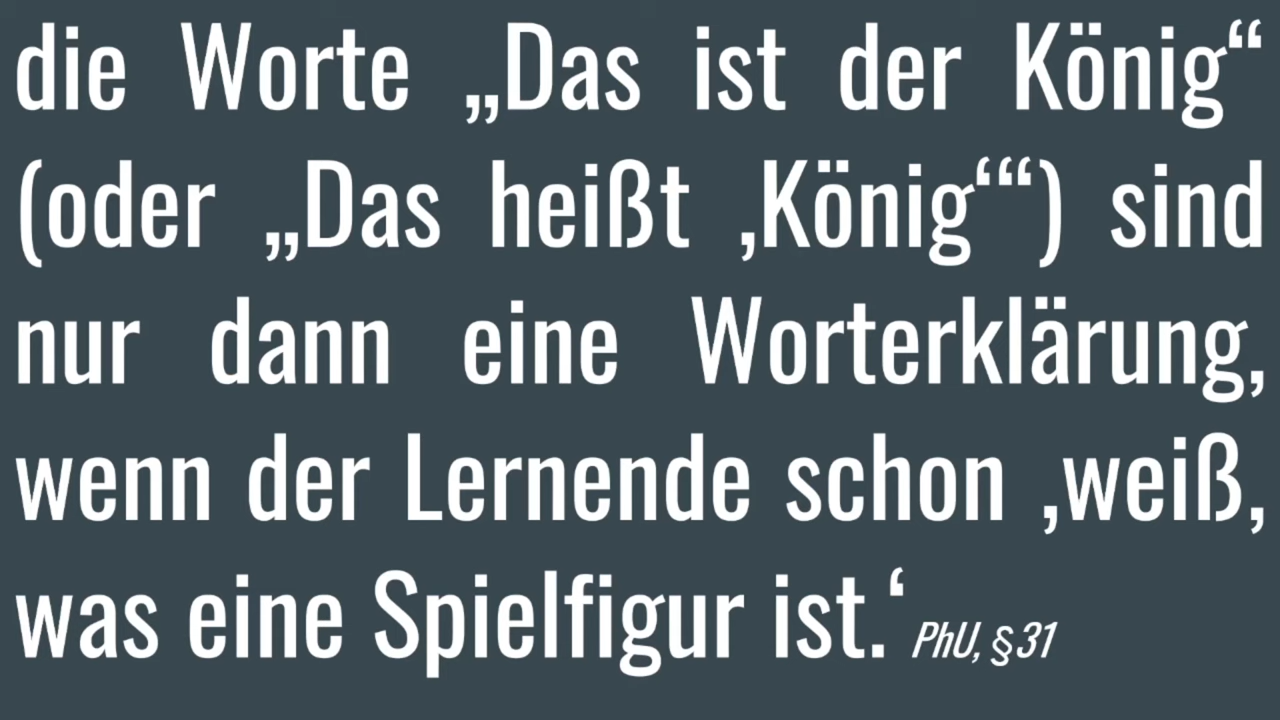 die Worte „Das ist der König“
(oder „Das heißt ‚König‘“) sind
nur dann eine Worterklärung,
wenn der Lernende schon ‚weiß,
was eine Spielfigur ist.‘ PhU, §31